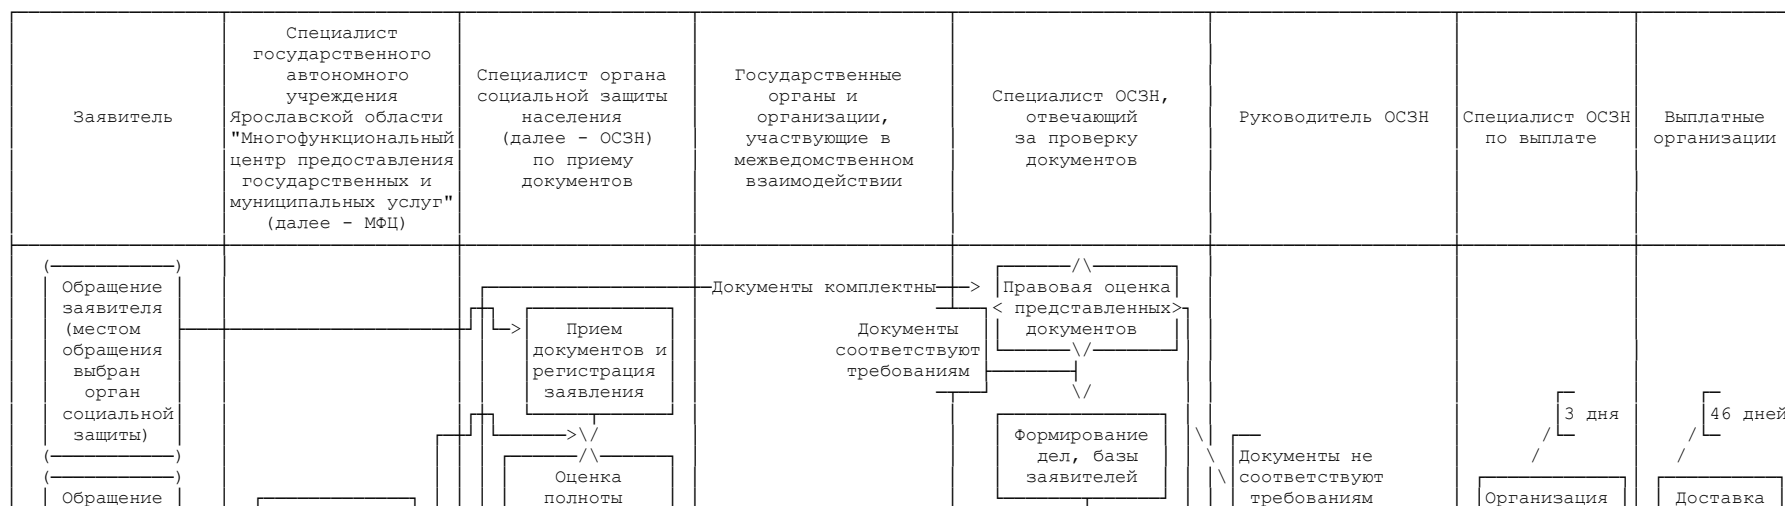 Заявитель
Специалист
государственного
автономного
учреждения
Ярославской области
"Многофункциональный
центр предоставления
государственных и
муниципальных услуг"
(далее - МФЦ)
Специалист органа
социальной защиты
населения
(далее - ОСЗН)
по приему
документов
Государственные
органы и
организации,
участвующие в
межведомственном
взаимодействии
Специалист ОСЗН,
отвечающий
за проверку
документов
Руководитель ОСЗН
Специалист ОСЗН
по выплате
Выплатные
организации
Обращение
заявителя
(местом
обращения
выбран
орган
социальной
защиты)
Обращение
Прием
документов и
регистрация
заявления
Оценка
полноты
Документы комплектны
Документы
соответствуют
требованиям
Правовая оценка
представленных
документов
Формирование
дел, базы
заявителей
Документы не
соответствуют
требованиям
3 дня
Организация
46 дней
Доставка